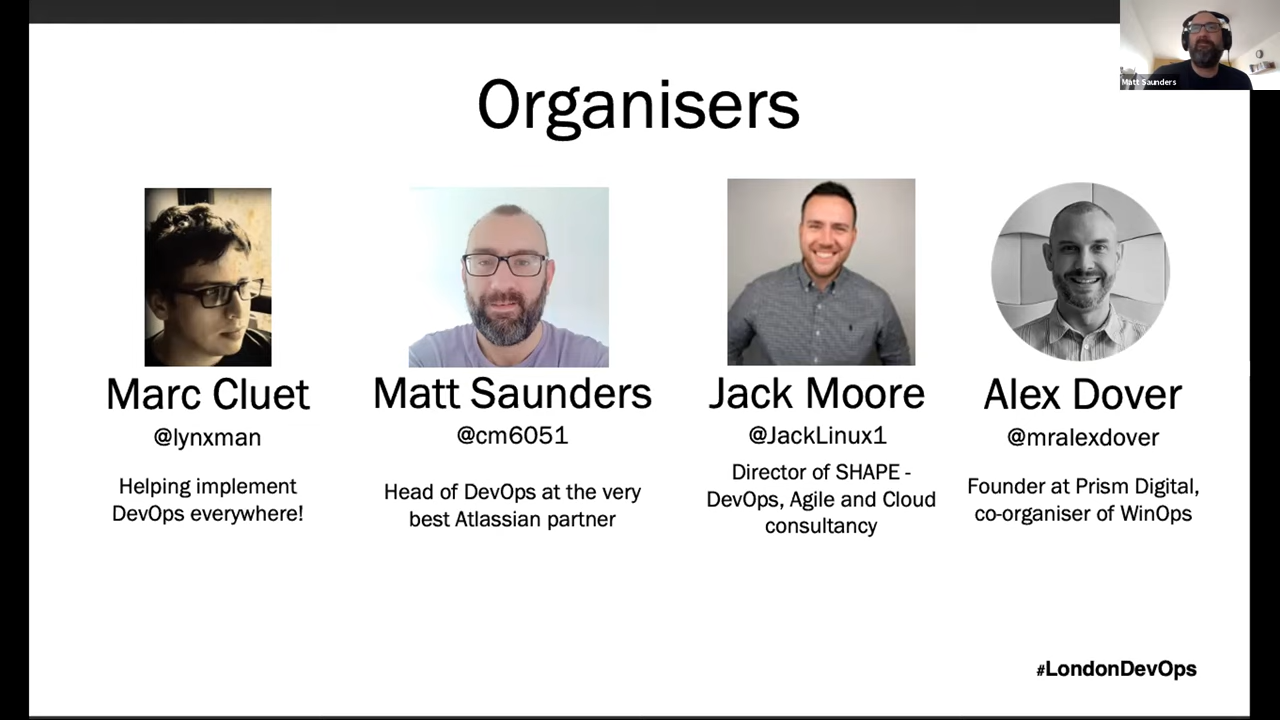 Organisers
Matt Saunders
Marc Cluet
@lynxman
Helping implement
DevOps everywhere!
Matt Saunders
@cm6051
Head of DevOps at the very
best Atlassian partner
Jack Moore
@JackLinux1
Director of SHAPE -
DevOps, Agile and Cloud
consultancy
Alex Dover
@mralexdover
Founder at Prism Digital,
co-organiser of WinOps
#LondonDevOps